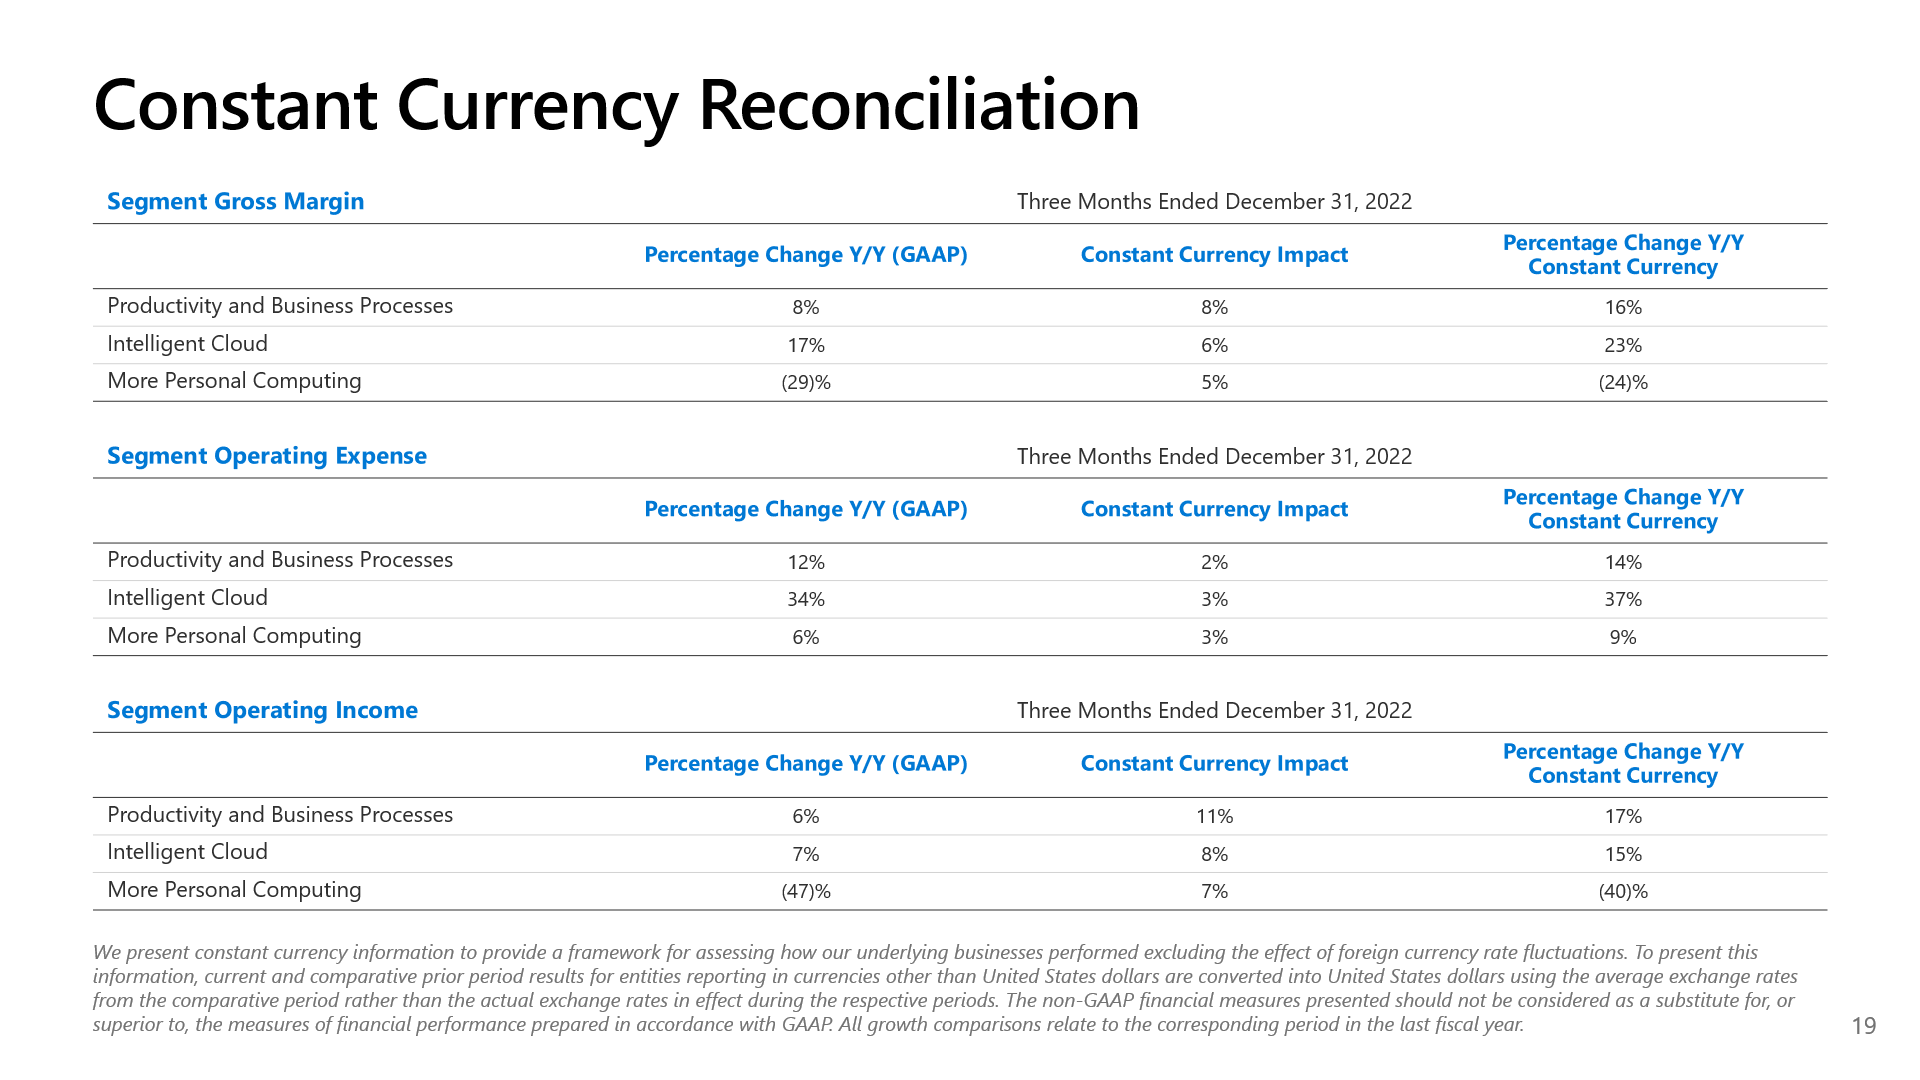 Constant Currency Reconciliation
Segment Gross Margin Three Months Ended December 31, 2022
Percentage Change Y/Y (GAAP) Constant Currency Impact Percentage Change Y/Y
Constant Currency
Productivity and Business Processes 8% 8% 16%
Intelligent Cloud 17% 6% 23%
More Personal Computing (29)% 5% (24)%
Segment Operating Expense Three Months Ended December 31, 2022
Percentage Change Y/Y (GAAP) Constant Currency Impact Percentage Change Y/Y
Constant Currency
Productivity and Business Processes 12% 2% 14%
Intelligent Cloud 34% 3% 37%
More Personal Computing 6% 3% 9%
Segment Operating Income Three Months Ended December 31, 2022
Percentage Change Y/Y (GAAP) Constant Currency Impact Percentage Change Y/Y
Constant Currency
Productivity and Business Processes 6% 11% 17%
Intelligent Cloud 7% 8% 15%
More Personal Computing (47)% 7% (40)%
We present constant currency information to provide a framework for assessing how our underlying businesses performed excluding the effect of foreign currency rate fluctuations. To present this
information, current and comparative prior period results for entities reporting in currencies other than United States dollars are converted into United States dollars using the average exchange rates
from the comparative period rather than the actual exchange rates in effect during the respective periods. The non-GAAP financial measures presented should not be considered as a substitute for, or
superior to, the measures of financial performance prepared in accordance with GAAP. All growth comparisons relate to the corresponding period in the last fiscal year.
19